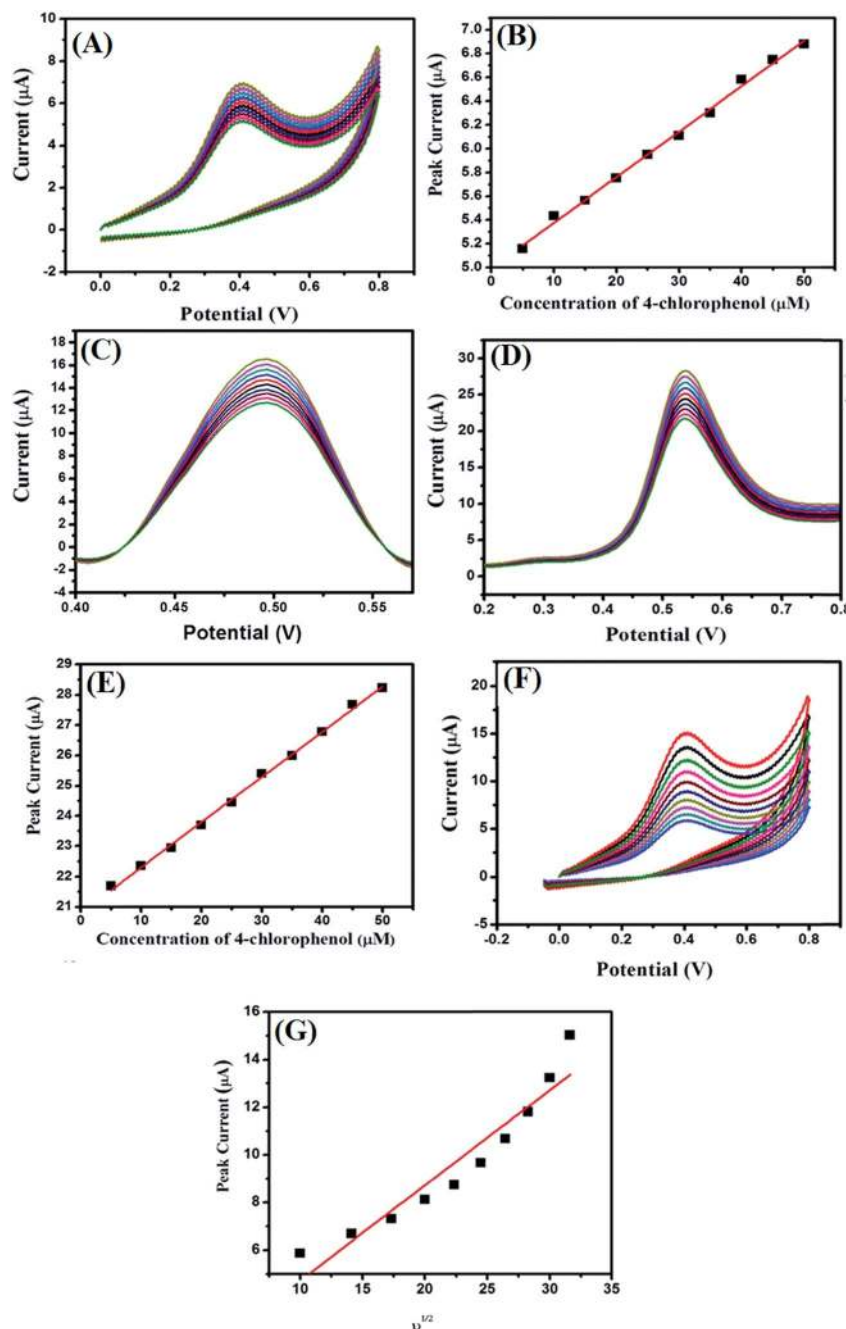 (A)
10
8
6
4
2
0
-2
Current (μA)
0.0 0.2 0.4 0.6 0.8
Potential (V)
(B)
7.0
6.8
6.6
6.4
6.2
6.0
5.8
5.6
5.4
5.2
5.0
Peak Current (μA)
0 10 20 30 40 50
Concentration of 4-chlorophenol (μM)
(C)
18
16
14
12
10
8
6
4
2
0
-2
-4
Current (μA)
0.40 0.45 0.50 0.55
Potential (V)
(D)
30
25
20
15
10
5
0
Current (μA)
0.2 0.3 0.4 0.5 0.6 0.7 0.8
Potential (V)
(E)
29
28
27
26
25
24
23
22
21
Peak Current (μA)
0 10 20 30 40 50
Concentration of 4-chlorophenol (μM)
(F)
20
15
10
5
0
-5
Current (μA)
-0.2 0.0 0.2 0.4 0.6 0.8
Potential (V)
(G)
16
14
12
10
8
6
Peak Current (μA)
10 15 20 25 30 35
ν1/2